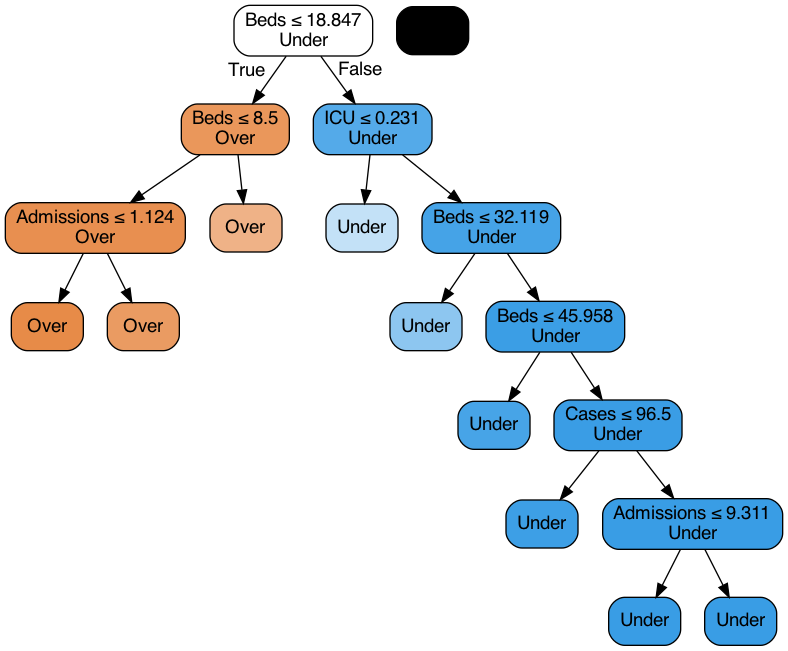 Beds ≤ 18.847
Under
True
False
Beds ≤ 8.5
Over
ICU ≤ 0.231
Under
Admissions ≤ 1.124
Over
Over
Under
Beds ≤ 32.119
Under
Over
Over
Under
Beds ≤ 45.958
Under
Under
Cases ≤ 96.5
Under
Under
Admissions ≤ 9.311
Under
Under
Under